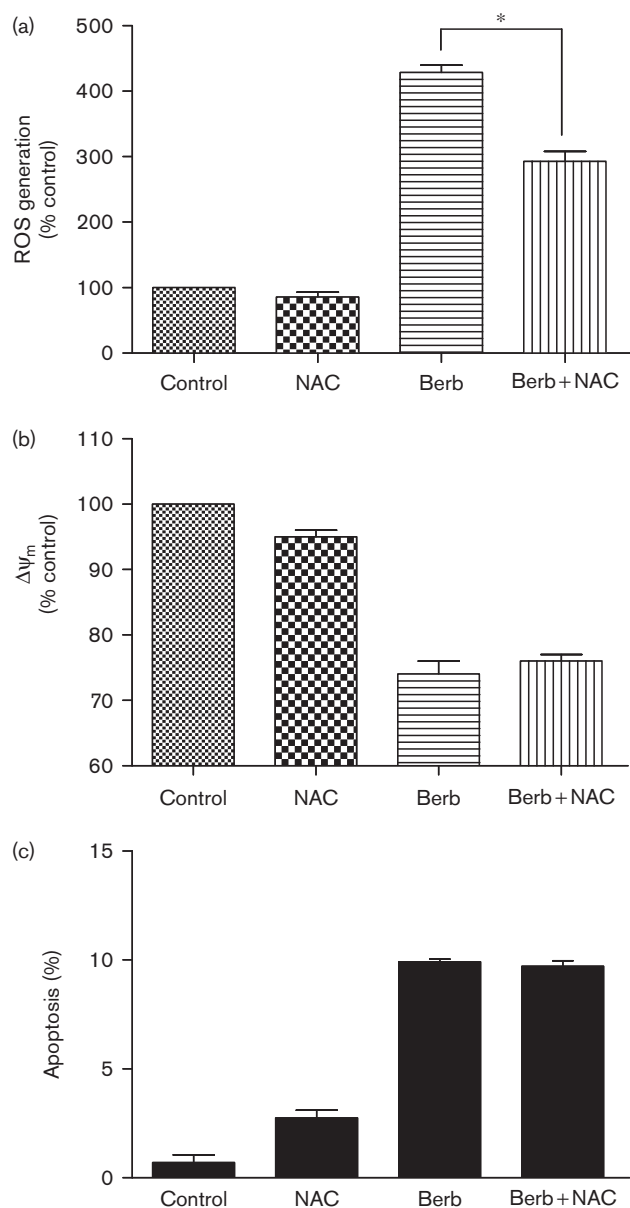 (a)
500
400
300
200
100
0
ROS generation
(% control)
*
Control NAC Berb Berb+NAC
(b)
110
100
90
80
70
60
Δψm
(% control)
Control NAC Berb Berb+NAC
(c)
15
10
5
0
Apoptosis (%)
Control NAC Berb Berb+NAC